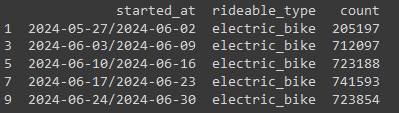 started_at rideable_type count
1 2024-05-27/2024-06-02 electric_bike 205197
3 2024-06-03/2024-06-09 electric_bike 712097
5 2024-06-10/2024-06-16 electric_bike 723188
7 2024-06-17/2024-06-23 electric_bike 741593
9 2024-06-24/2024-06-30 electric_bike 723854